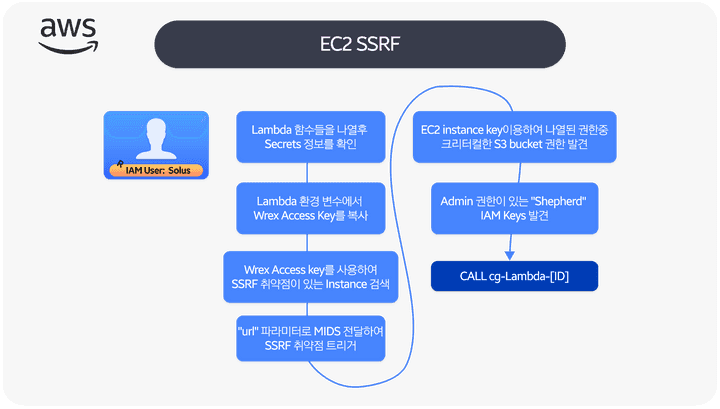 aws
EC2 SSRF
IAM User: Solus
Lambda 함수들을 나열후
Secrets 정보를 확인
Lambda 환경 변수에서
Wrex Access Key를 복사
Wrex Access key를 사용하여
SSRF 취약점이 있는 Instance 검색
"url" 파라미터로 MIDS 전달하여
SSRF 취약점 트리거
EC2 instance key이용하여 나열된 권한중
크리터컬한 S3 bucket 권한 발견
Admin 권한이 있는 "Shepherd"
IAM Keys 발견
CALL cg-Lambda-[ID]